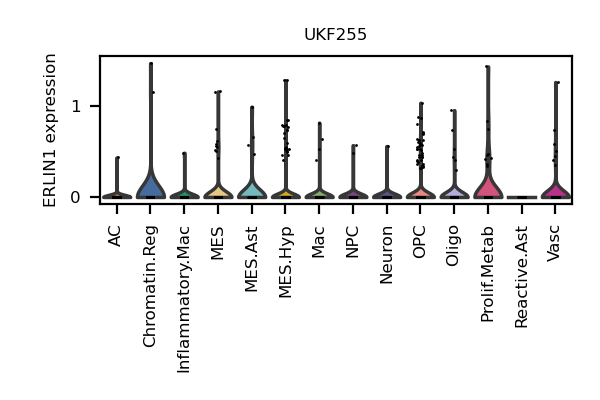 UKF255
ERLIN1 expression
1
0
AC
Chromatin.Reg
Inflammatory.Mac
MES
MES.Ast
MES.Hyp
Mac
NPC
Neuron
OPC
Oligo
Prolif.Metab
Reactive.Ast
Vasc